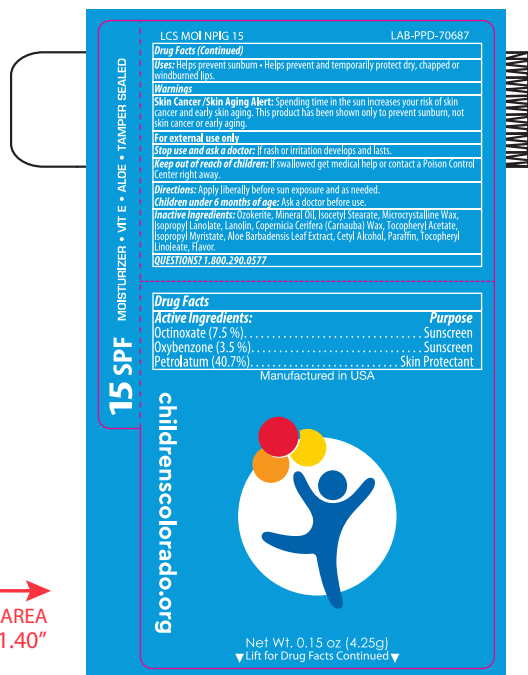 LCS MOI NPIG 15 LAB-PPD-70687
Drug Facts (Continued)
Uses: Helps prevent sunburn • Helps prevent and temporarily protect dry, chapped or
windburned lips.
Warnings
Skin Cancer /Skin Aging Alert: Spending time in the sun increases your risk of skin
cancer and early skin aging. This product has been shown only to prevent sunburn, not
skin cancer or early aging.
For external use only
Stop use and ask a doctor: If rash or irritation develops and lasts.
Keep out of reach of children: If swallowed get medical help or contact a Poison Control
Center right away.
Directions: Apply liberally before sun exposure and as needed.
Children under 6 months of age: Ask a doctor before use.
Inactive Ingredients: Ozokerite, Mineral Oil, Isocetyl Stearate, Microcrystalline Wax,
Isopropyl Lanolate, Lanolin, Copernicia Cerifera (Carnauba) Wax, Tocopheryl Acetate,
Isopropyl Myristate, Aloe Barbadensis Leaf Extract, Cetyl Alcohol, Paraffin, Tocopheryl
Linoleate, Flavor.
QUESTIONS? 1.800.290.0577
15 SPF MOISTURIZER • VIT E • ALOE • TAMPER SEALED
Drug Facts
Active Ingredients: Purpose
Octinoxate (7.5 %)........................Sunscreen
Oxybenzone (3.5 %).......................Sunscreen
Petrolatum (40.7%)....................Skin Protectant
Manufactured in USA
childrenscolorado.org
Net Wt. 0.15 oz (4.25g)
▼Lift for Drug Facts Continued▼
AREA
1.40"